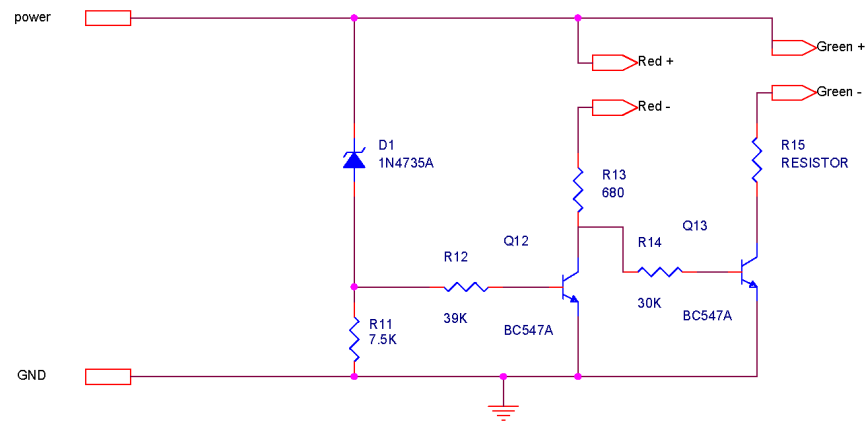 power
Green +
Red +
Green -
Red -
D1
1N4735A
R15
RESISTOR
R13
680
Q12
R14
Q13
R12
39K
30K
BC547A
R11
7.5K
BC547A
GND